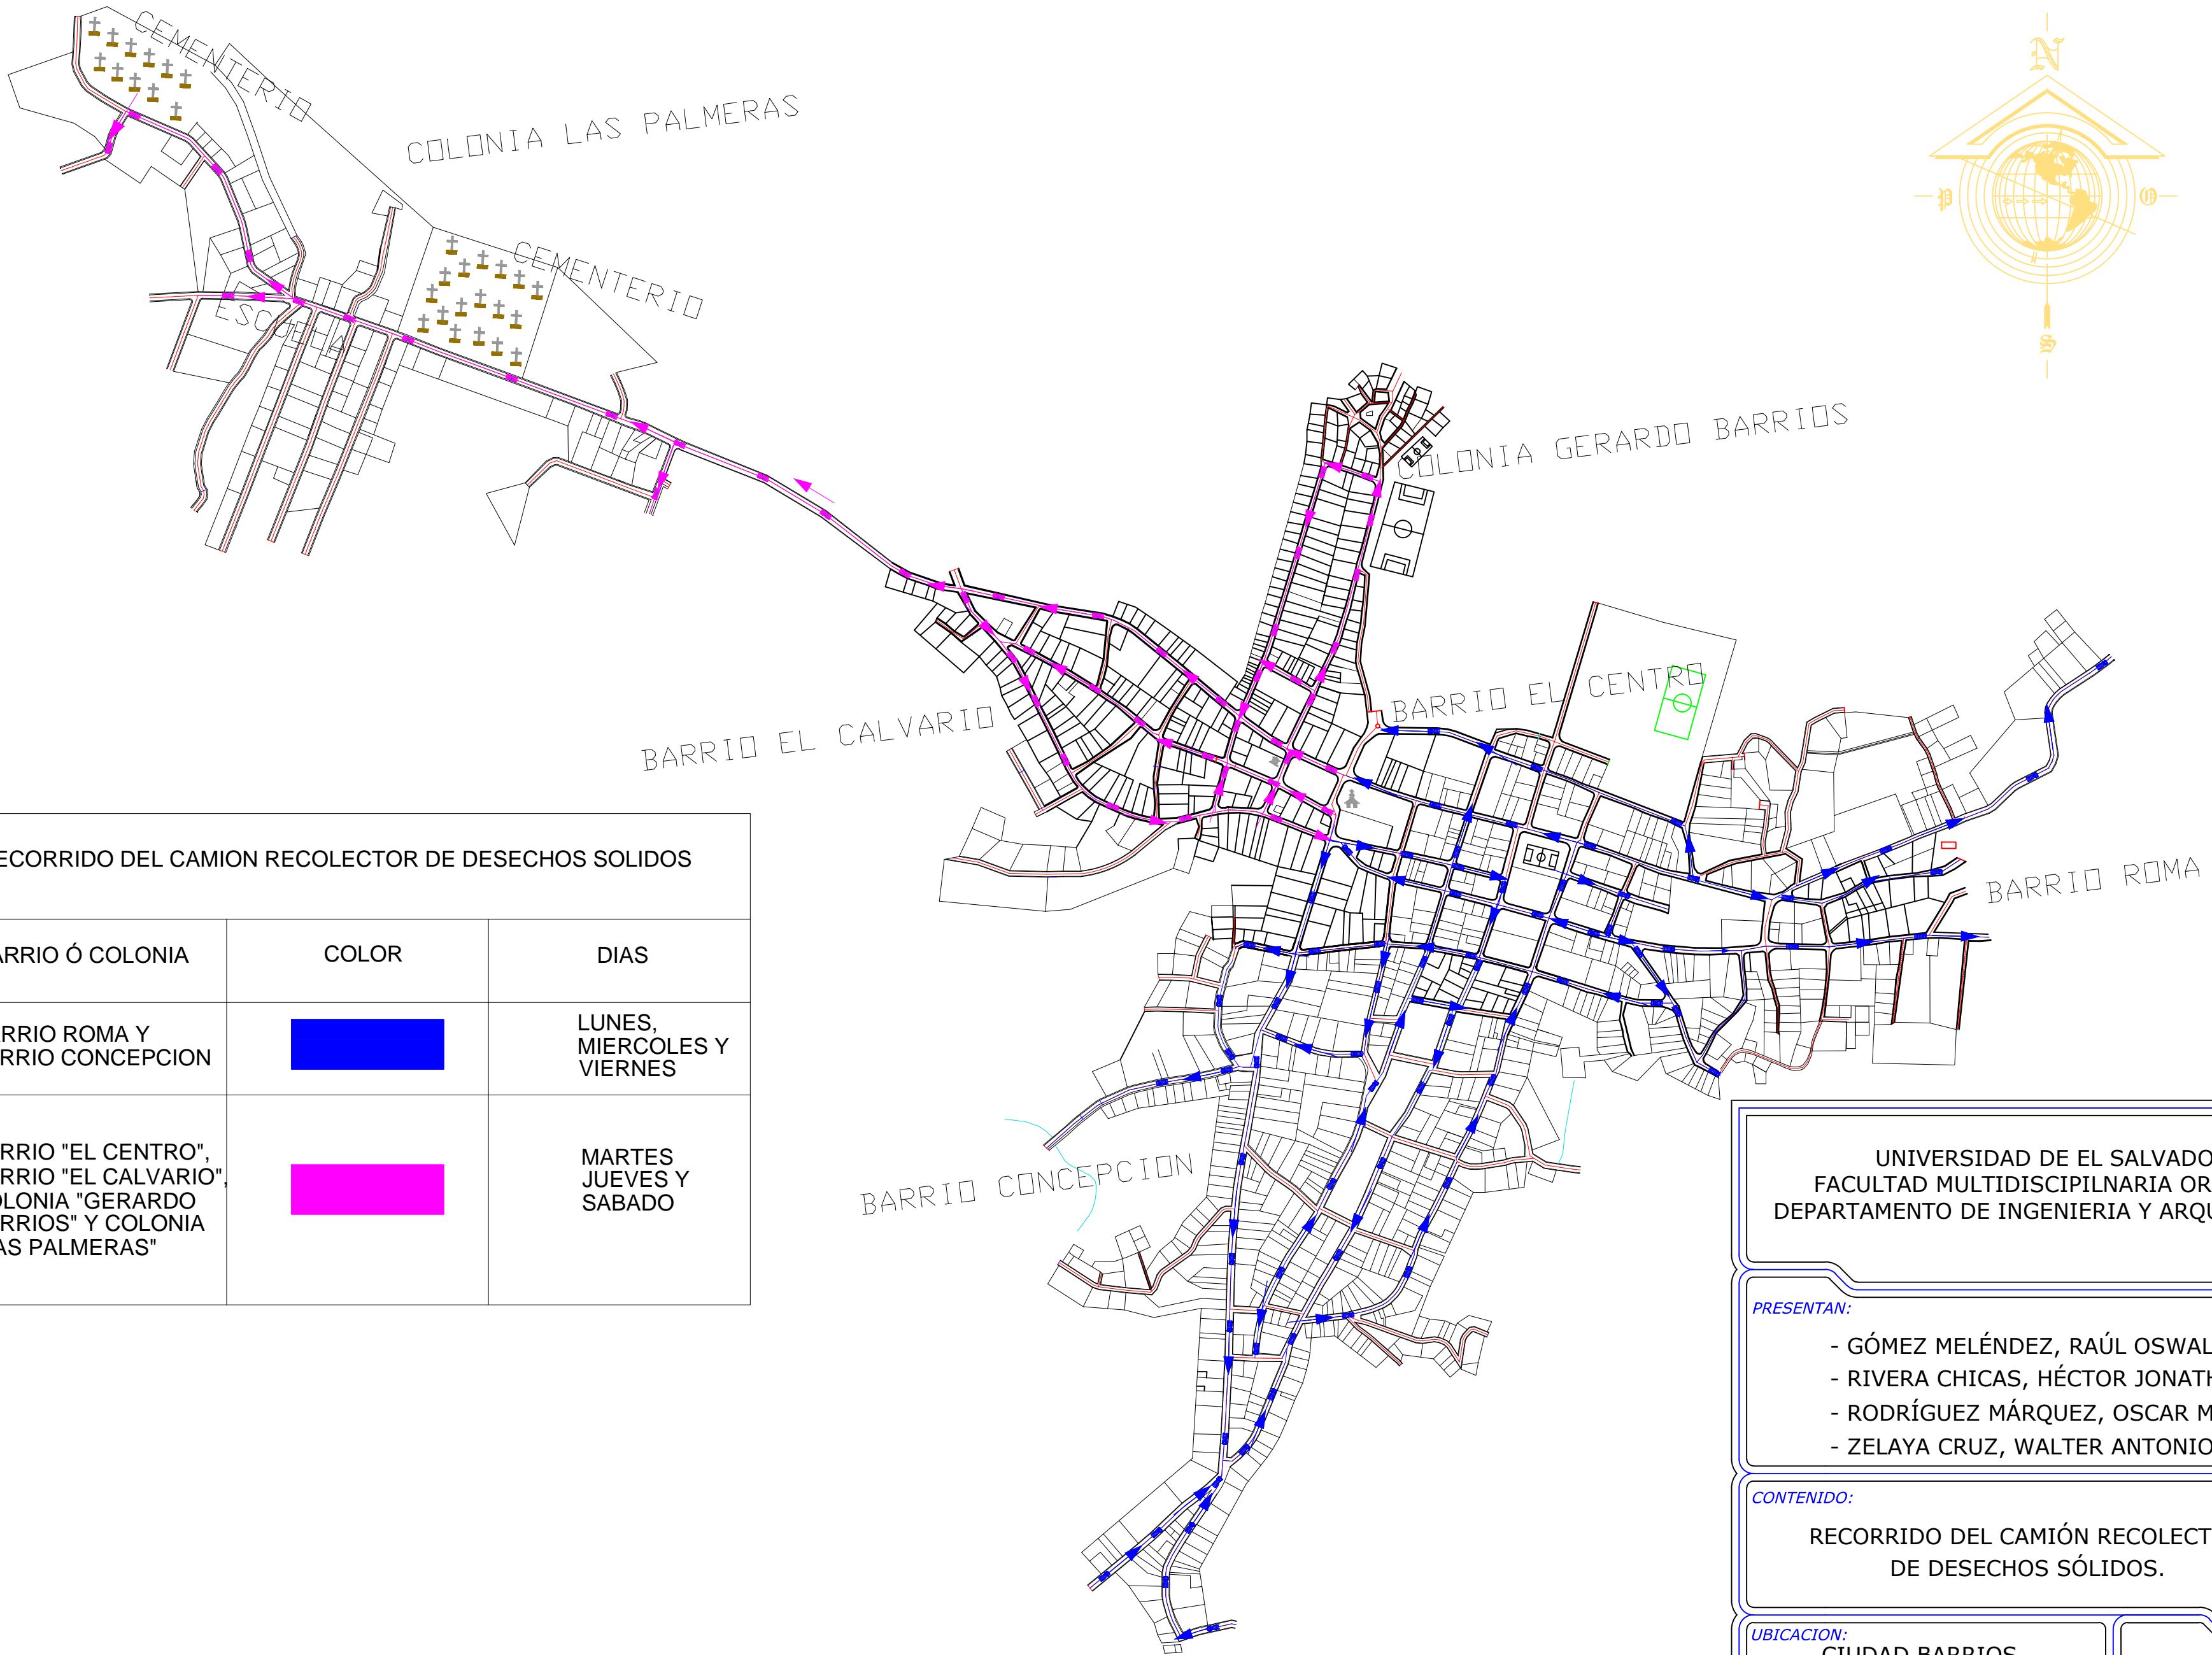 CEMENTERIO
COLONIA LAS PALMERAS
CEMENTERIO
ESCUELA
N
P
O
S
COLONIA GERARDO BARRIOS
BARRIO EL CENTRO
BARRIO EL CALVARIO
BARRIO ROMA
BARRIO CONCEPCION
ECORRIDO DEL CAMION RECOLECTOR DE DESECHOS SOLIDOS
ARRIO Ó COLONIA
COLOR
DIAS
RRIO ROMA Y
RRIO CONCEPCION
LUNES,
MIERCOLES Y
VIERNES
RRIO "EL CENTRO",
RRIO "EL CALVARIO",
OLONIA "GERARDO
RRIOS" Y COLONIA
AS PALMERAS"
MARTES
JUEVES Y
SABADO
UNIVERSIDAD DE EL SALVADO
FACULTAD MULTIDISCIPILNARIA OR
DEPARTAMENTO DE INGENIERIA Y ARQU
PRESENTAN:
- GÓMEZ MELÉNDEZ, RAÚL OSWAL
- RIVERA CHICAS, HÉCTOR JONATH
- RODRÍGUEZ MÁRQUEZ, OSCAR M
- ZELAYA CRUZ, WALTER ANTONIO
CONTENIDO:
RECORRIDO DEL CAMIÓN RECOLECT
DE DESECHOS SÓLIDOS.
UBICACION:
CIUDAD BARRIOS